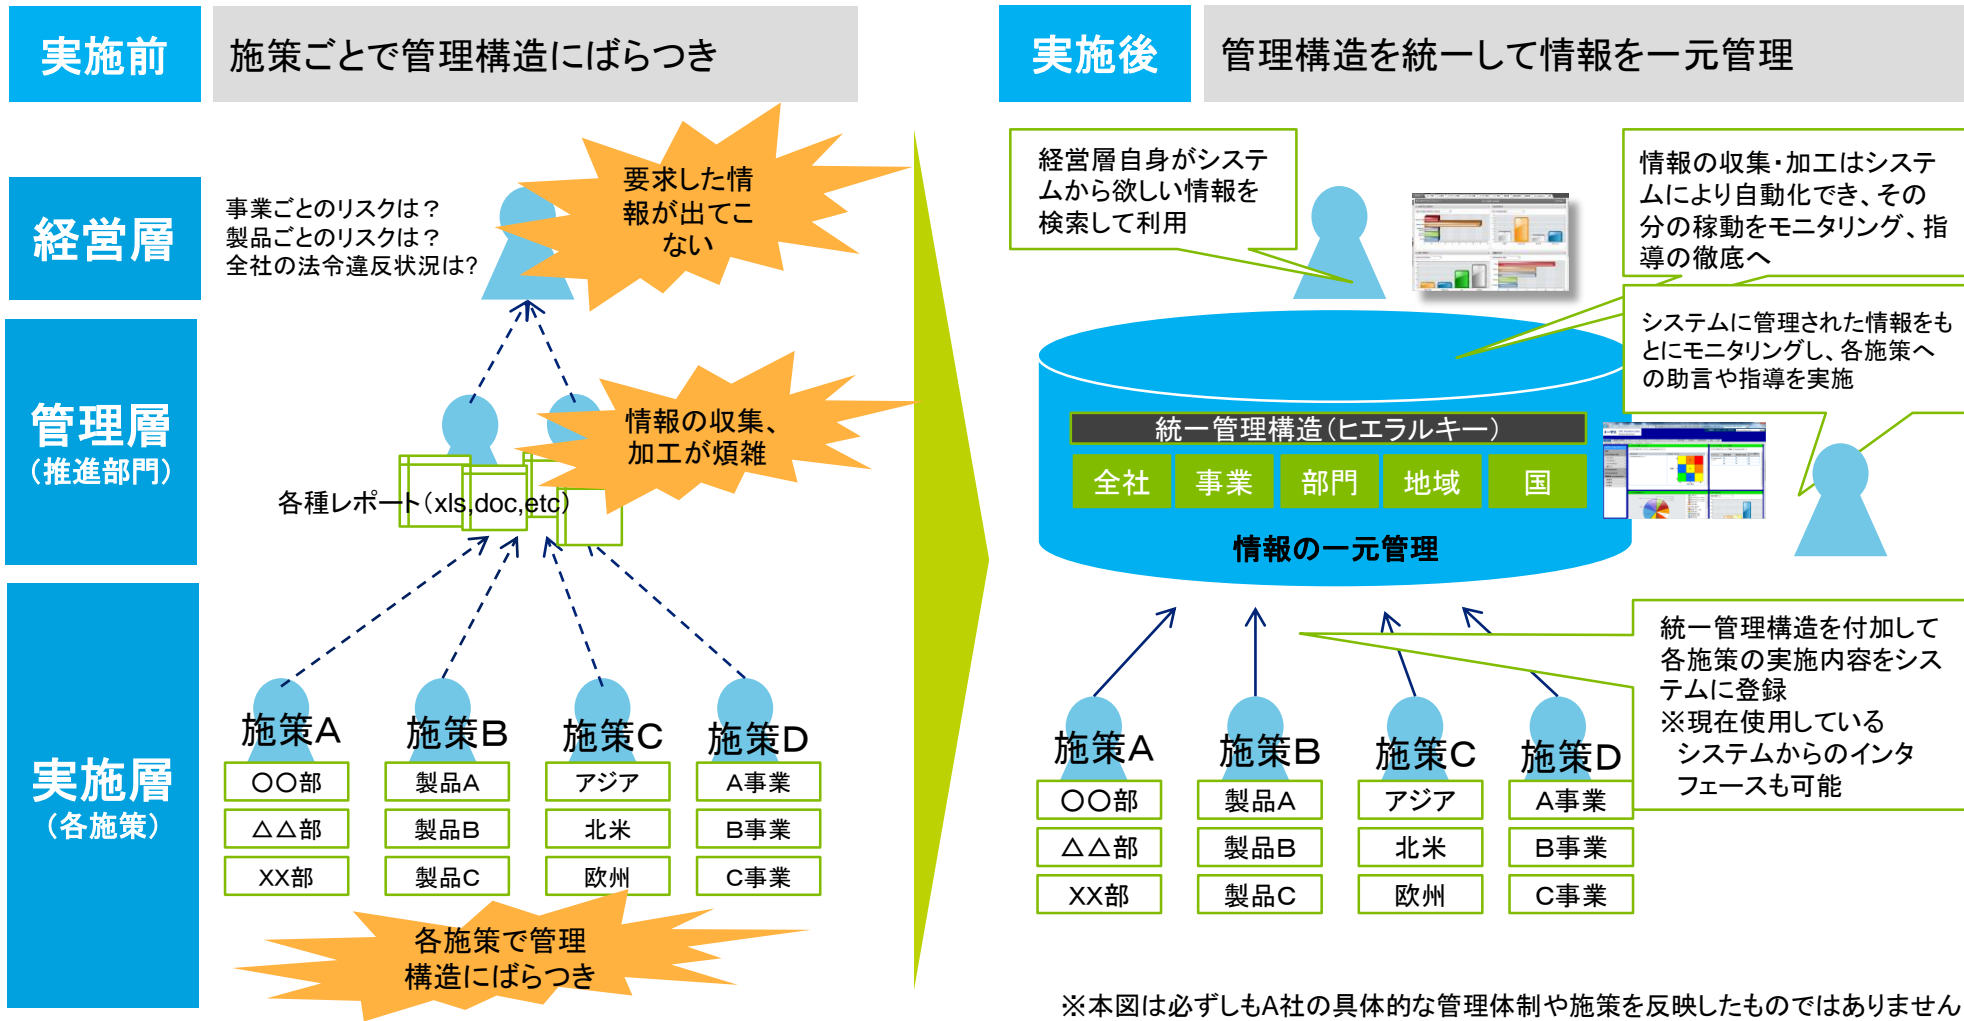 実施前
施策ごとで管理構造にばらつき
経営層
事業ごとのリスクは？
製品ごとのリスクは？
全社の法令違反状況は?
要求した情
報が出てこ
ない
管理層
（推進部門）
情報の収集、
加工が煩雑
各種レポート（xls,doc,etc）
実施層
（各施策）
施策A
施策B
施策C
施策D
〇〇部
製品A
アジア
A事業
△△部
製品B
北米
B事業
XX部
製品C
欧州
C事業
各施策で管理
構造にばらつき
実施後
管理構造を統一して情報を一元管理
経営層自身がシステ
ムから欲しい情報を
検索して利用
情報の収集・加工はシステ
ムにより自動化でき、その
分の稼動をモニタリング、指
導の徹底へ
システムに管理された情報をも
とにモニタリングし、各施策へ
の助言や指導を実施
統一管理構造（ヒエラルキー）
全社
事業
部門
地域
国
情報の一元管理
統一管理構造を付加して
各施策の実施内容をシス
テムに登録
※現在使用している
システムからのインタ
フェースも可能
施策A
施策B
施策C
施策D
〇〇部
製品A
アジア
A事業
△△部
製品B
北米
B事業
XX部
製品C
欧州
C事業
※本図は必ずしもA社の具体的な管理体制や施策を反映したものではありません